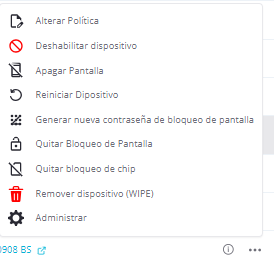 Alterar Política
Deshabilitar dispositivo
Apagar Pantalla
Reiniciar Dipositivo
Generar nueva contraseña de bloqueo de pantalla
Quitar Bloqueo de Pantalla
Quitar bloqueo de chip
Remover dispositivo (WIPE)
Administrar
0908 BS